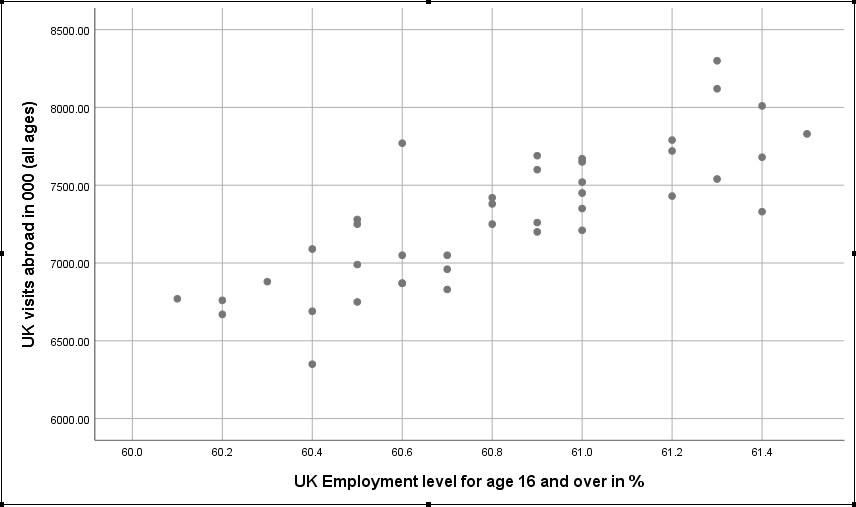 8500.00
8000.00
7500.00
7000.00
6500.00
6000.00
UK visits abroad in 000 (all ages)
60.0 60.2 60.4 60.6 60.8 61.0 61.2 61.4
UK Employment level for age 16 and over in %